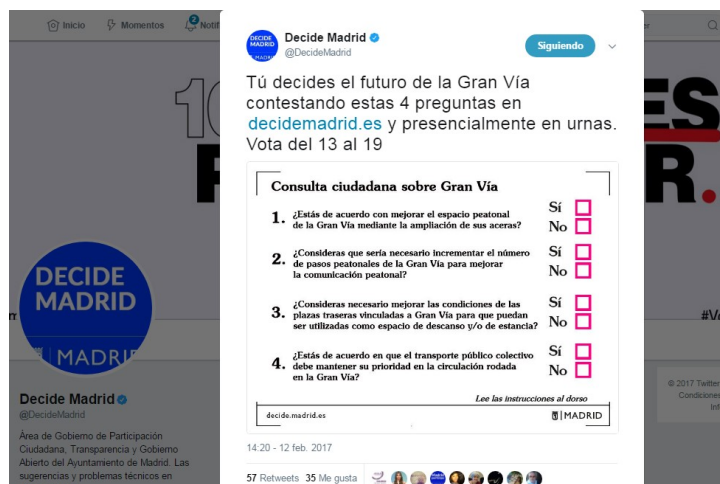 Inicio
Momentos
2
Notif
DECIDE
MADRID
MADRID
Decide Madrid
@DecideMadrid
Siguiendo
Tú decides el futuro de la Gran Vía
contestando estas 4 preguntas en
decidemadrid.es y presencialmente en urnas.
Vota del 13 al 19
Consulta ciudadana sobre Gran Vía
1. ¿Estás de acuerdo con mejorar el espacio peatonal
de la Gran Vía mediante la ampliación de sus aceras?
Sí
No
2. ¿Consideras que sería necesario incrementar el número
de pasos peatonales de la Gran Vía para mejorar
la comunicación peatonal?
Sí
No
3. ¿Consideras necesario mejorar las condiciones de las
plazas traseras vinculadas a Gran Vía para que puedan
ser utilizadas como espacio de descanso y/o de estancia?
Sí
No
4. ¿Estás de acuerdo en que el transporte público colectivo
debe mantener su prioridad en la circulación rodada
en la Gran Vía?
Sí
No
Lee las instrucciones al dorso
decide.madrid.es
MADRID
14:20 - 12 feb. 2017
57 Retweets 35 Me gusta
10
ES
R.
DECIDE
MADRID
MADRID
Decide Madrid
@DecideMadrid
Área de Gobierno de Participación
Ciudadana, Transparencia y Gobierno
Abierto del Ayuntamiento de Madrid. Las
sugerencias y problemas técnicos en
© 2017 Twitter
Condiciones